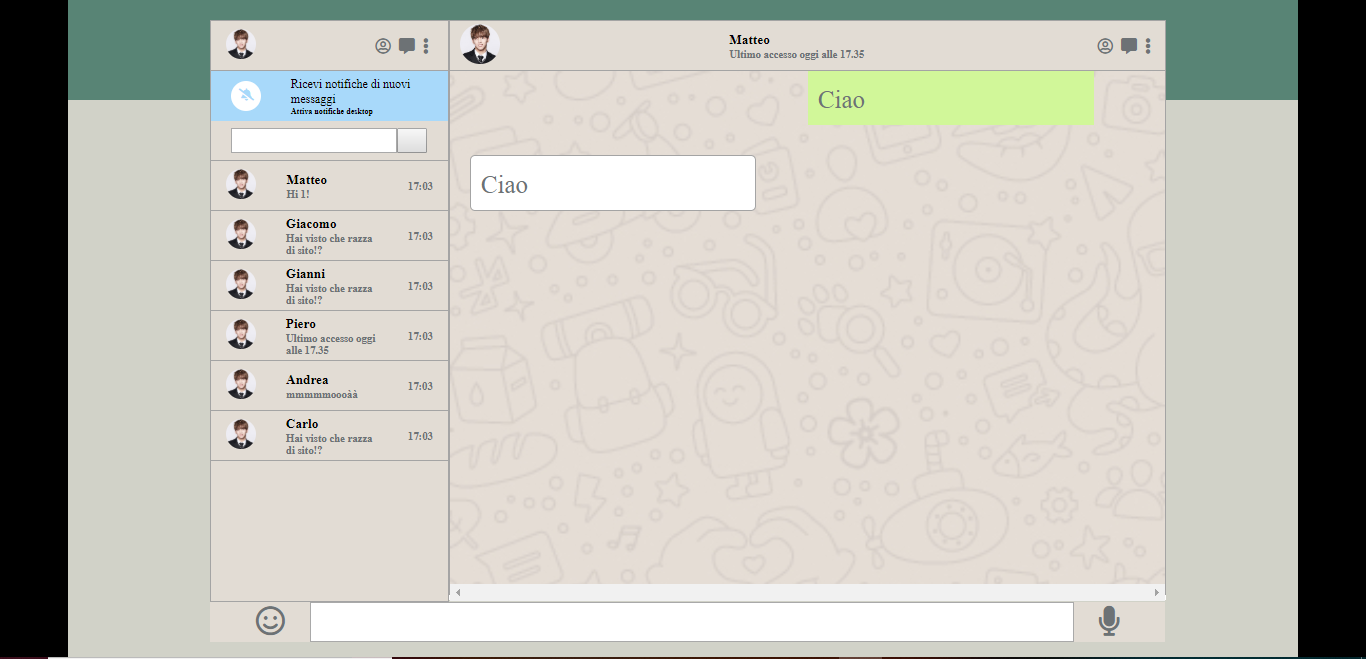 Matteo
Ultimo accesso oggi alle 17.35
Ricevi notifiche di nuovi
messaggi
Attiva notifiche desktop
Matteo
Hi 1!
17:03
Giacomo
Hai visto che razza
di sito!?
17:03
Gianni
Hai visto che razza
di sito!?
17:03
Piero
Ultimo accesso oggi
alle 17.35
17:03
Andrea
mmmmmoooàà
17:03
Carlo
Hai visto che razza
di sito!?
17:03
Ciao
Ciao